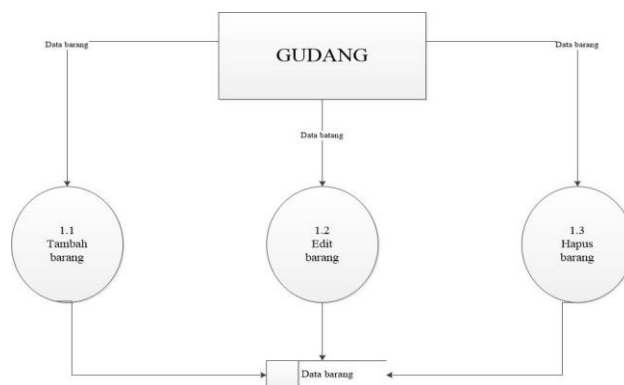 GUDANG
Data barang
Data barang
Data batang
1.1
Tambah
barang
1.2
Edit
barang
1.3
Hapus
barang
Data barang